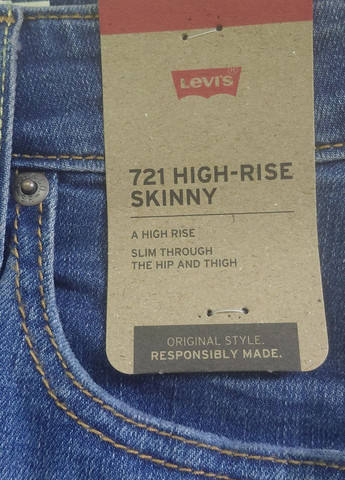 Levi's
721 HIGH-RISE
SKINNY
A HIGH RISE
SLIM THROUGH
THE HIP AND THIGH
ORIGINAL STYLE.
RESPONSIBLY MADE.